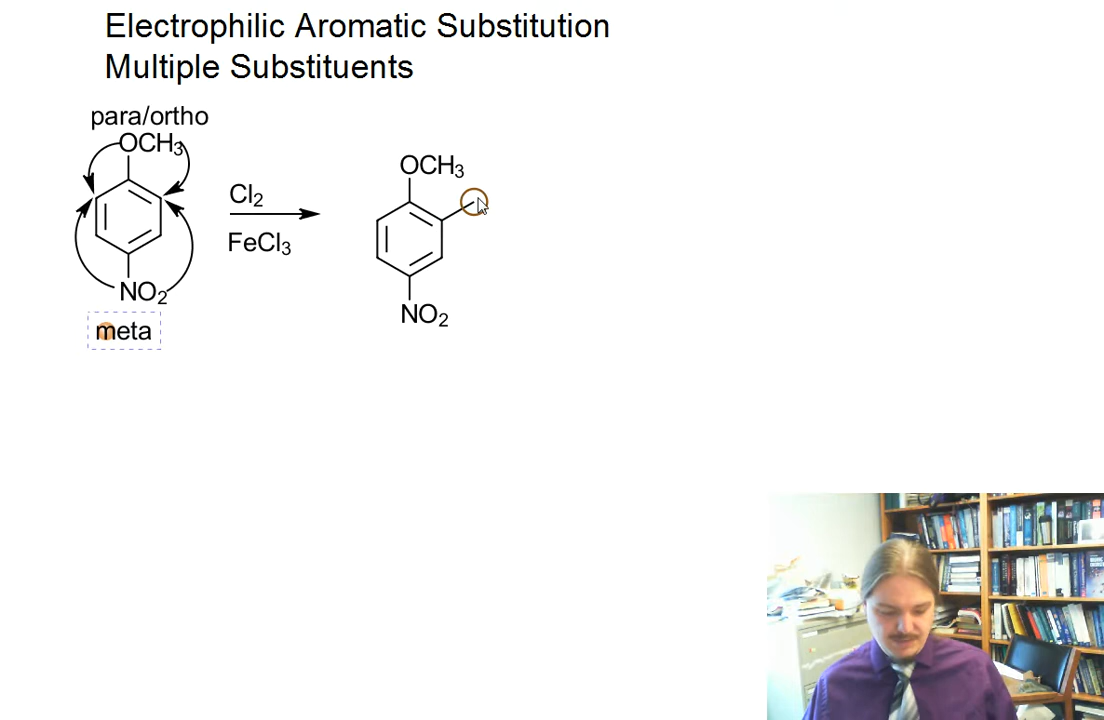 Electrophilic Aromatic Substitution
Multiple Substituents
para/ortho
OCH3
NO2
meta
Cl2
FeCl3
OCH3
NO2